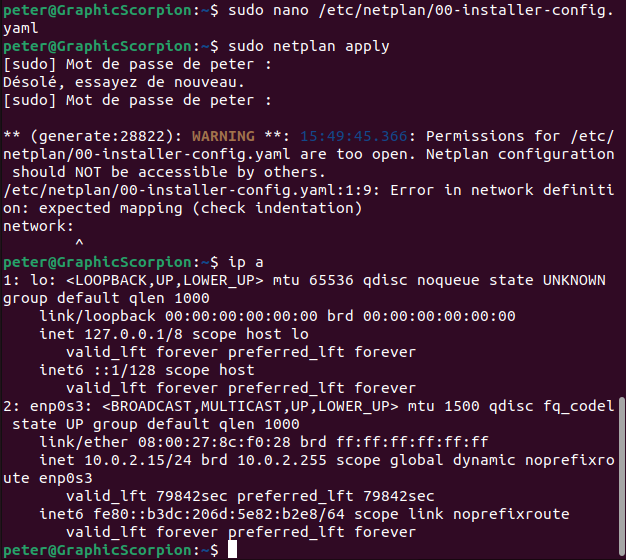 peter@GraphicScorpion:~$ sudo nano /etc/netplan/00-installer-config.
yaml
peter@GraphicScorpion:~$ sudo netplan apply
[sudo] Mot de passe de peter :
Désolé, essayez de nouveau.
[sudo] Mot de passe de peter :

** (generate:28822): WARNING **: 15:49:45.366: Permissions for /etc/
netplan/00-installer-config.yaml are too open. Netplan configuration
 should NOT be accessible by others.
/etc/netplan/00-installer-config.yaml:1:9: Error in network definiti
on: expected mapping (check indentation)
network:
        ^
peter@GraphicScorpion:~$ ip a
1: lo: <LOOPBACK,UP,LOWER_UP> mtu 65536 qdisc noqueue state UNKNOWN
group default qlen 1000
    link/loopback 00:00:00:00:00:00 brd 00:00:00:00:00:00
    inet 127.0.0.1/8 scope host lo
       valid_lft forever preferred_lft forever
    inet6 ::1/128 scope host
       valid_lft forever preferred_lft forever
2: enp0s3: <BROADCAST,MULTICAST,UP,LOWER_UP> mtu 1500 qdisc fq_codel
 state UP group default qlen 1000
    link/ether 08:00:27:8c:f0:28 brd ff:ff:ff:ff:ff:ff
    inet 10.0.2.15/24 brd 10.0.2.255 scope global dynamic noprefixro
ute enp0s3
       valid_lft 79842sec preferred_lft 79842sec
    inet6 fe80::b3dc:206d:5e82:b2e8/64 scope link noprefixroute
       valid_lft forever preferred_lft forever
peter@GraphicScorpion:~$